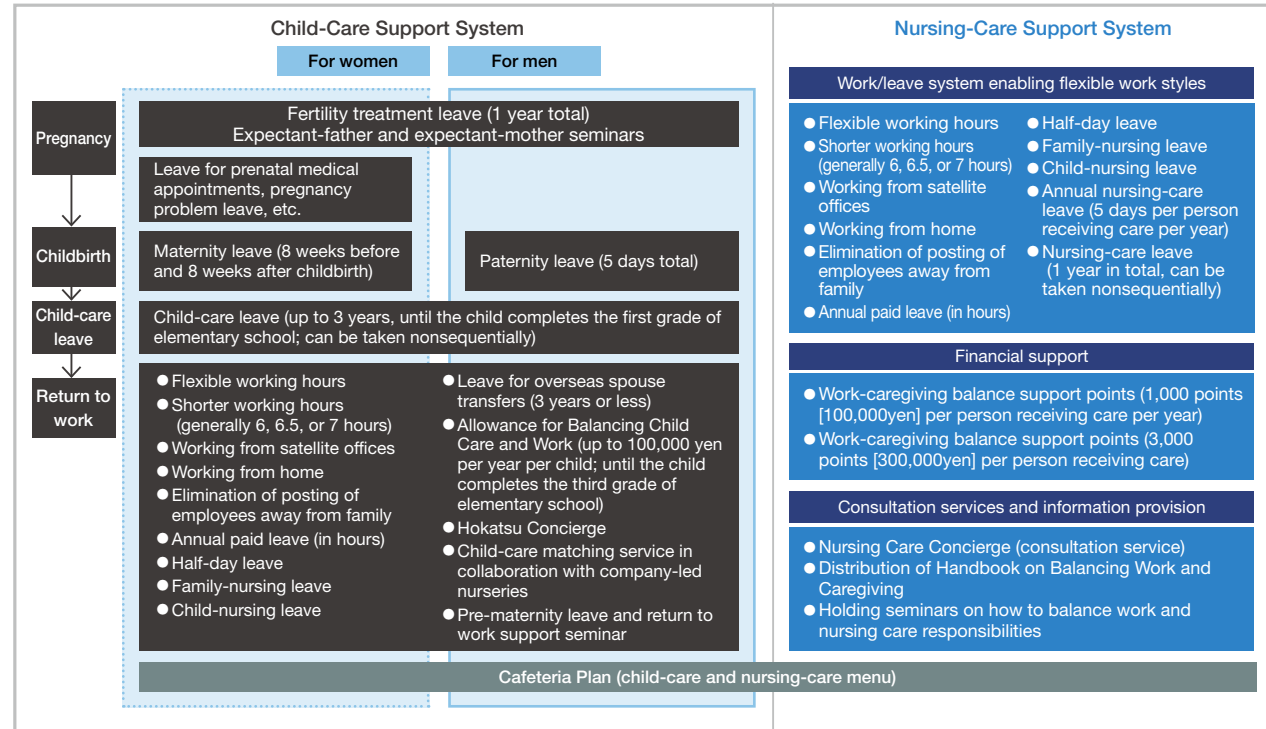 Child-Care Support System
For women
For men
Pregnancy
Fertility treatment leave (1 year total)
Expectant-father and expectant-mother seminars
Leave for prenatal medical
appointments, pregnancy
problem leave, etc.
Childbirth
Maternity leave (8 weeks before
and 8 weeks after childbirth)
Paternity leave (5 days total)
Child-care
leave
Child-care leave (up to 3 years, until the child completes the first grade of
elementary school; can be taken nonsequentially)
Return to
work
● Flexible working hours
● Shorter working hours
(generally 6, 6.5, or 7 hours)
● Working from satellite offices
● Working from home
● Elimination of posting of
employees away from family
● Annual paid leave (in hours)
● Half-day leave
● Family-nursing leave
● Child-nursing leave
● Leave for overseas spouse
transfers (3 years or less)
● Allowance for Balancing Child
Care and Work (up to 100,000 yen
per year per child; until the child
completes the third grade of
elementary school)
● Hokatsu Concierge
● Child-care matching service in
collaboration with company-led
nurseries
● Pre-maternity leave and return to
work support seminar
Nursing-Care Support System
Work/leave system enabling flexible work styles
● Flexible working hours
● Shorter working hours
(generally 6, 6.5, or 7 hours)
● Working from satellite
offices
● Working from home
● Elimination of posting of
employees away from
family
● Annual paid leave (in hours)
● Half-day leave
● Family-nursing leave
● Child-nursing leave
● Annual nursing-care
leave (5 days per person
receiving care per year)
● Nursing-care leave
(1 year in total, can be
taken nonsequentially)
Financial support
● Work-caregiving balance support points (1,000 points
[100,000yen] per person receiving care per year)
● Work-caregiving balance support points (3,000
points [300,000yen] per person receiving care)
Consultation services and information provision
● Nursing Care Concierge (consultation service)
● Distribution of Handbook on Balancing Work and
Caregiving
● Holding seminars on how to balance work and
nursing care responsibilities
Cafeteria Plan (child-care and nursing-care menu)